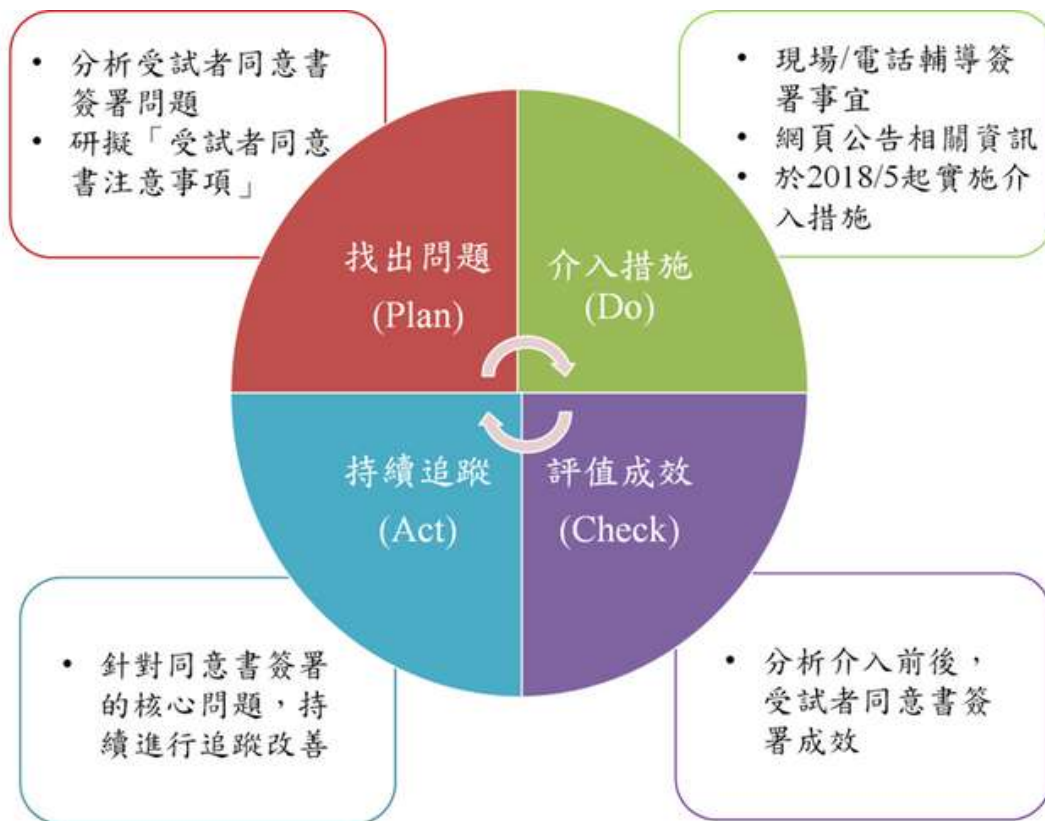 • 分析受試者同意書
簽署問題
• 研擬「受試者同意
書注意事項」
• 現場/電話輔導簽
署事宜
• 網頁公告相關資訊
• 於2018/5起實施介
入措施
找出問題
(Plan)
介入措施
(Do)
持續追蹤
(Act)
評值成效
(Check)
• 針對同意書簽署
的核心問題，持
續進行追蹤改善
• 分析介入前後，
受試者同意書簽
署成效